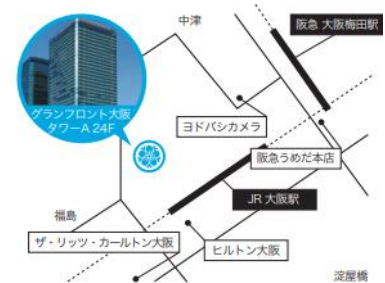 中津
阪急 大阪梅田駅
グランフロント大阪
タワーA 24F
ヨドバシカメラ
阪急うめだ本店
JR 大阪駅
福島
ザ・リッツ・カールトン大阪
ヒルトン大阪
淀屋橋